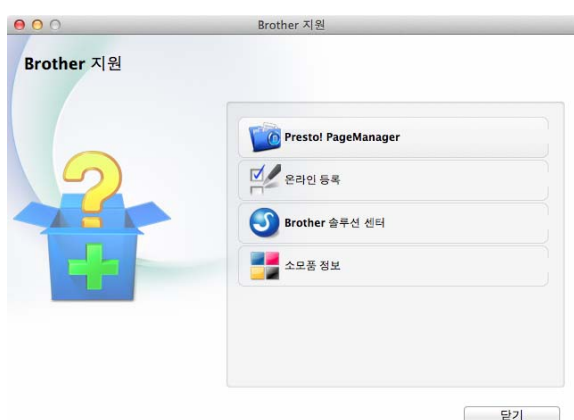 Brother 지원
Brother 지원
Presto! PageManager
온라인 등록
Brother 솔루션 센터
소모품 정보
닫기